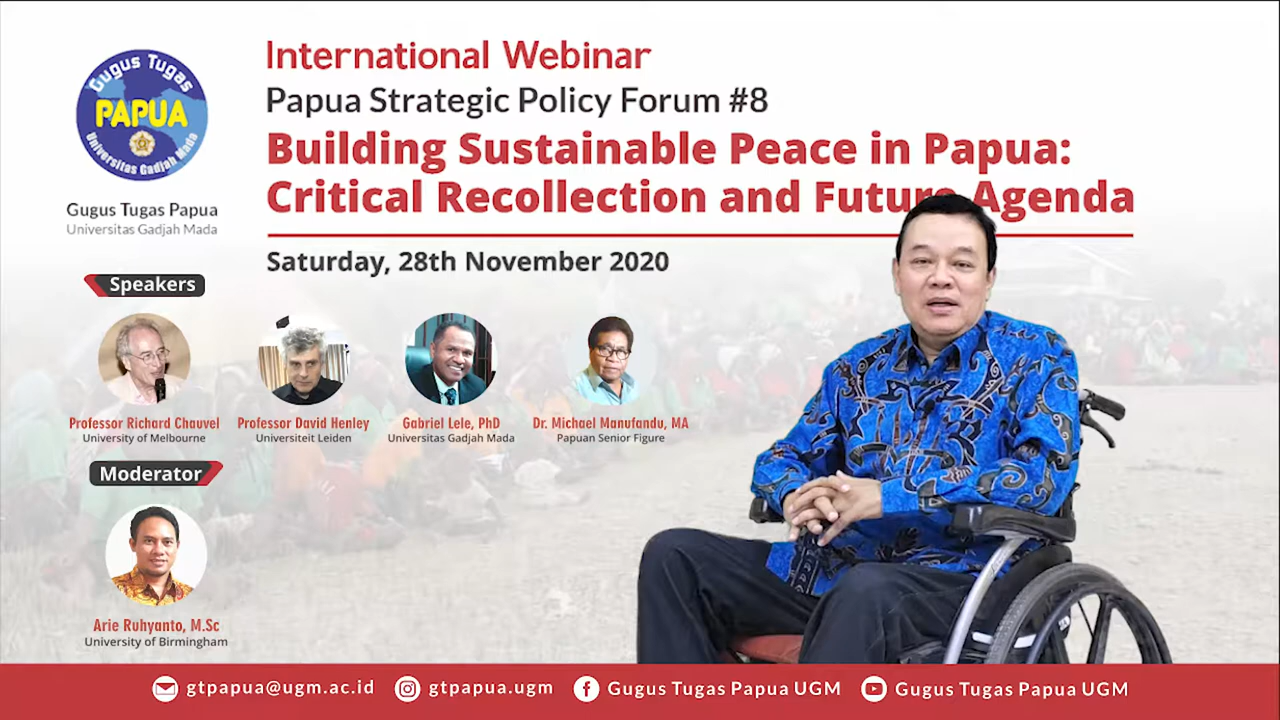 Gugus Tugas
PAPUA
Universitas Gadjah Mada
Gugus Tugas Papua
Universitas Gadjah Mada
International Webinar
Papua Strategic Policy Forum #8
Building Sustainable Peace in Papua:
Critical Recollection and Future Agenda
Saturday, 28th November 2020
Speakers
Professor Richard Chauvel
University of Melbourne
Professor David Henley
Universiteit Leiden
Gabriel Lele, PhD
Universitas Gadjah Mada
Dr. Michael Manufandu, MA
Papuan Senior Figure
Moderator
Arie Ruhyanto, M.Sc
University of Birmingham
gtpapua@ugm.ac.id gtpapua.ugm Gugus Tugas Papua UGM Gugus Tugas Papua UGM